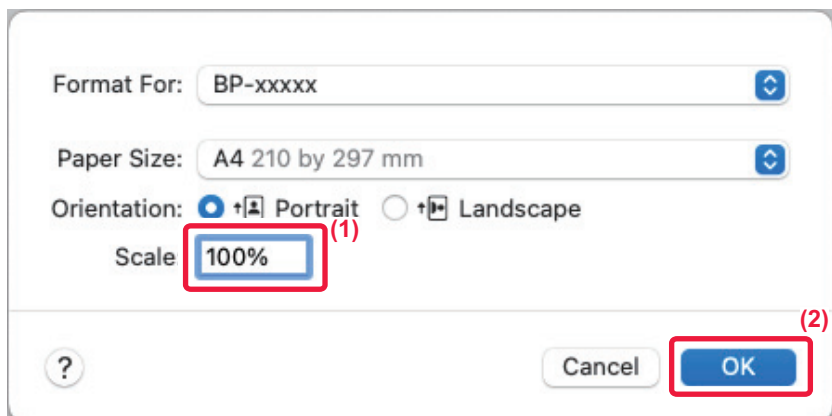 Format For: BP-xxxxx
Paper Size: A4 210 by 297 mm
Orientation: Portrait Landscape
(1)
Scale 100%
(2)
? Cancel OK